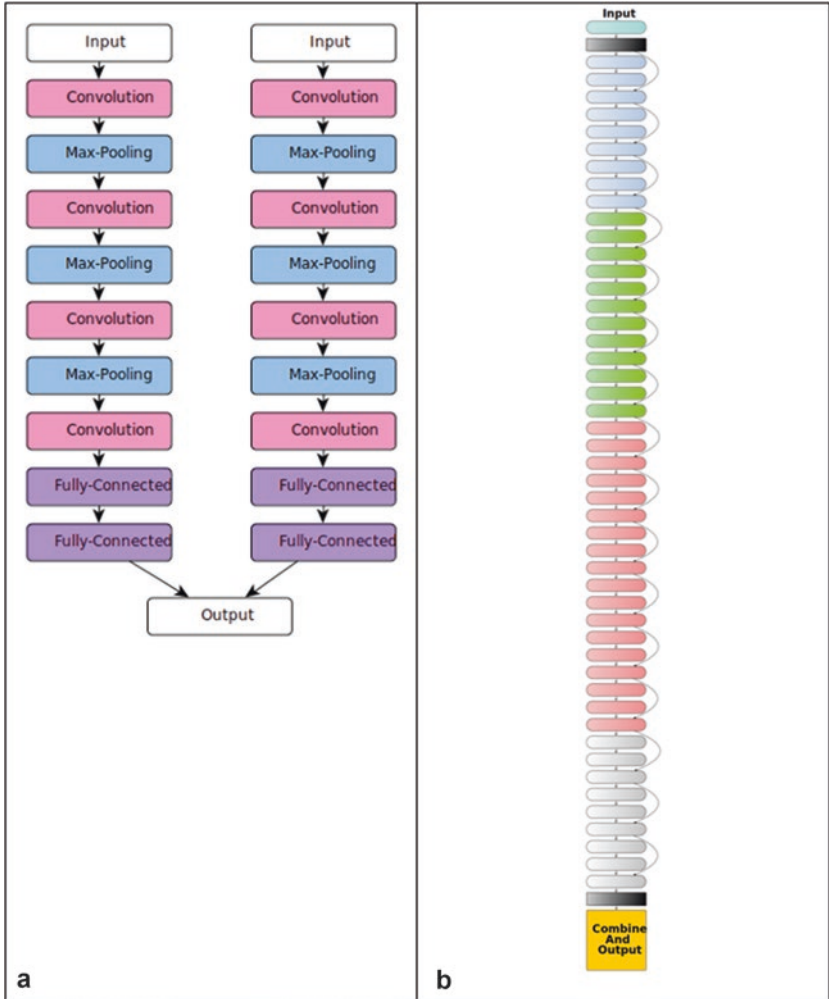 Input
Convolution
Max-Pooling
Convolution
Max-Pooling
Convolution
Max-Pooling
Convolution
Fully-Connected
Fully-Connected
Input
Convolution
Max-Pooling
Convolution
Max-Pooling
Convolution
Max-Pooling
Convolution
Fully-Connected
Fully-Connected
Output
a
Input
Combine
And
Output
b